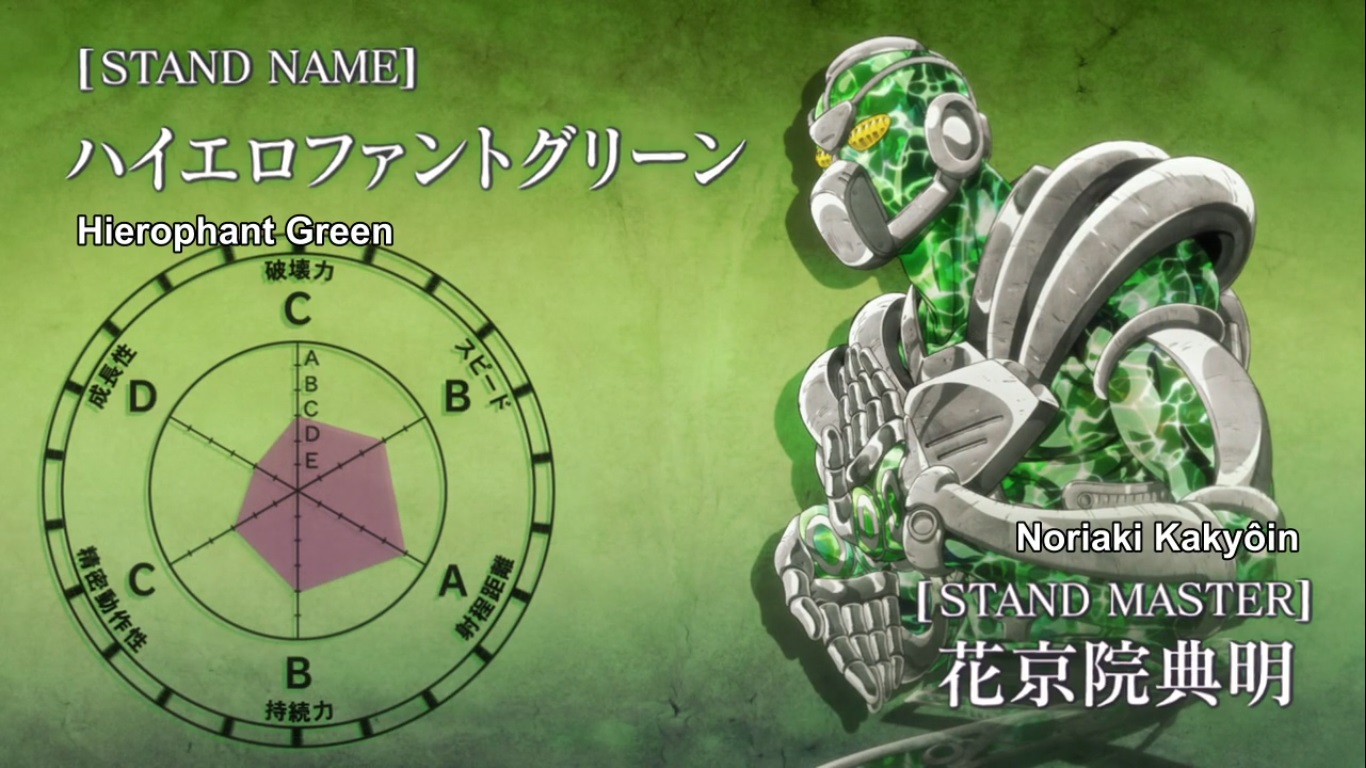 [STAND NAME]
ハイエロファントグリーン
Hierophant Green
破壊力
C
スピード
B
射程距離
A
持続力
B
精密動作性
C
成長性
D
A
B
C
D
E
Noriaki Kakyôin
[STAND MASTER]
花京院典明